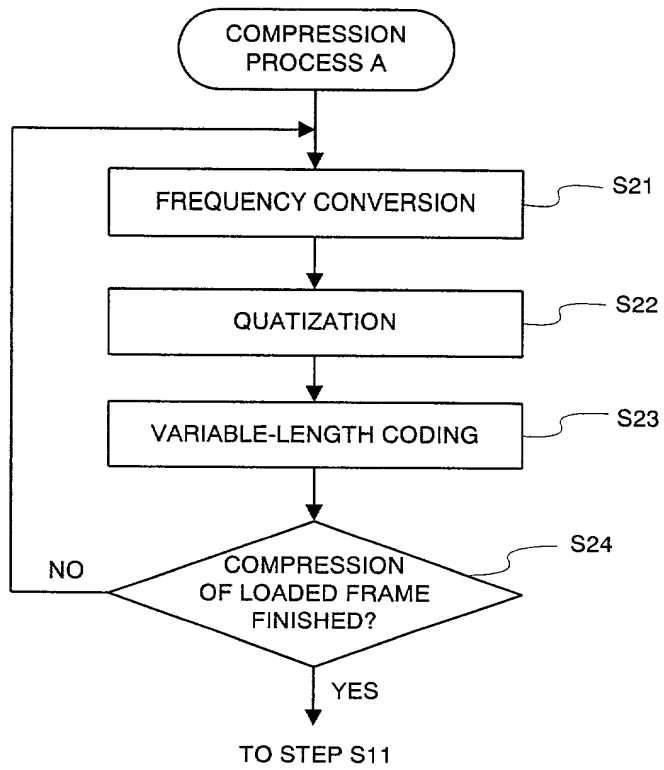 COMPRESSION
PROCESS A
FREQUENCY CONVERSION
S21
QUATIZATION
S22
VARIABLE-LENGTH CODING
S23
COMPRESSION
OF LOADED FRAME
FINISHED?
S24
NO
YES
TO STEP S11